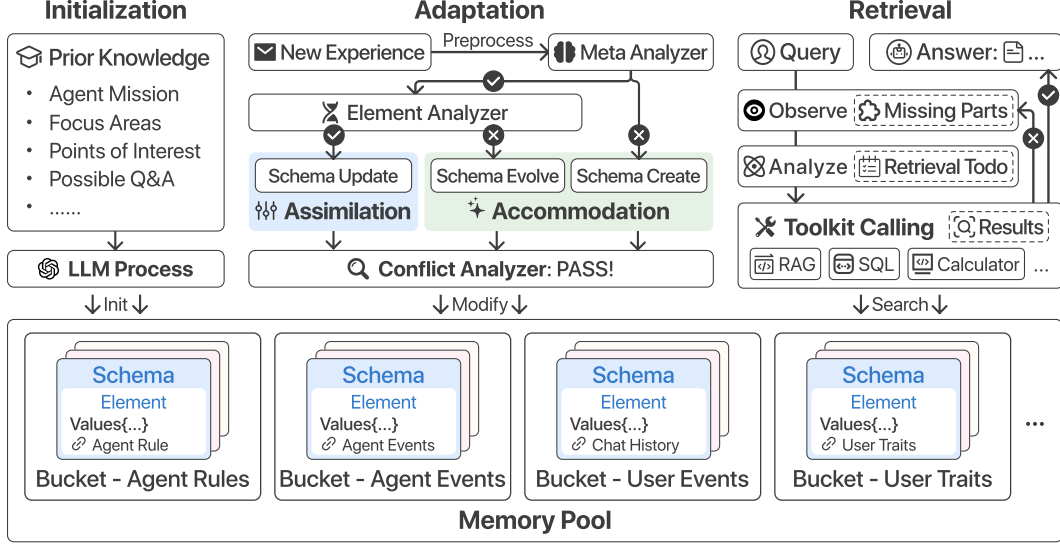 Initialization
Prior Knowledge
• Agent Mission
• Focus Areas
• Points of Interest
• Possible Q&A
• ......
LLM Process
Init
Adaptation
New Experience
Preprocess
Meta Analyzer
Element Analyzer
Schema Update
Schema Evolve
Schema Create
Assimilation
Accommodation
Conflict Analyzer: PASS!
Modify
Retrieval
Query
Answer: ...
Observe
Missing Parts
Analyze
Retrieval Todo
Toolkit Calling
Results
RAG
SQL
Calculator
...
Search
Schema
Element
Values{...}
Agent Rule
Bucket - Agent Rules
Schema
Element
Values{...}
Agent Events
Bucket - Agent Events
Schema
Element
Values{...}
Chat History
Bucket - User Events
Schema
Element
Values{...}
User Traits
Bucket - User Traits
...
Memory Pool